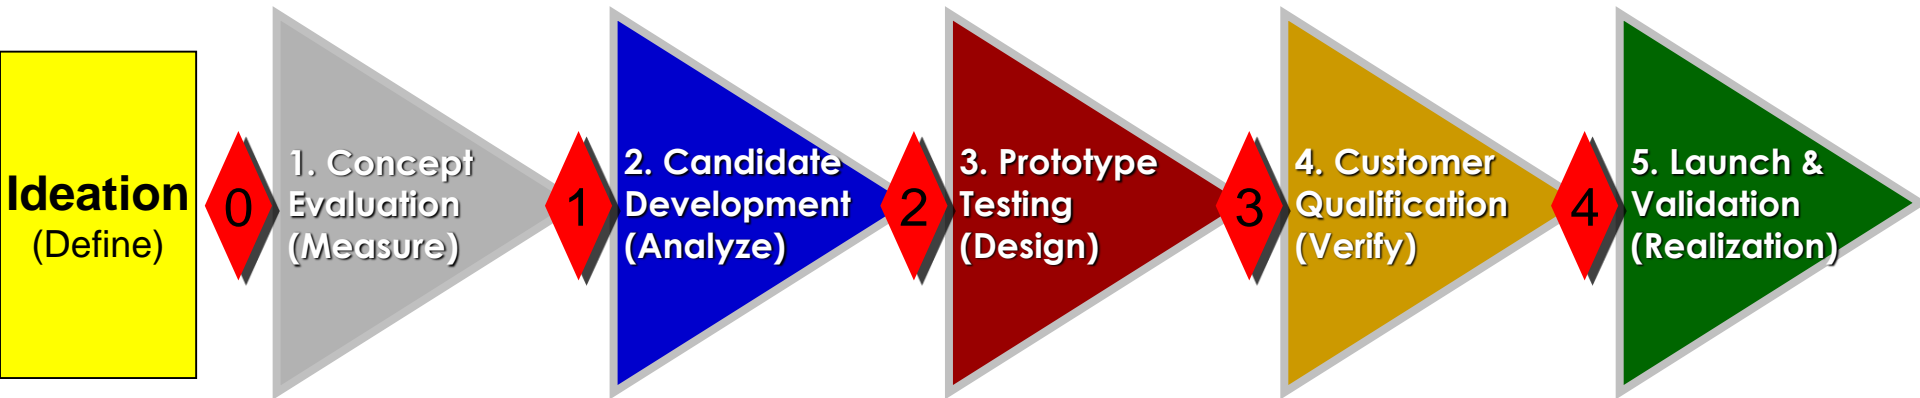 Ideation
(Define)
0
1. Concept
Evaluation
(Measure)
1
2. Candidate
Development
(Analyze)
2
3. Prototype
Testing
(Design)
3
4. Customer
Qualification
(Verify)
4
5. Launch &
Validation
(Realization)